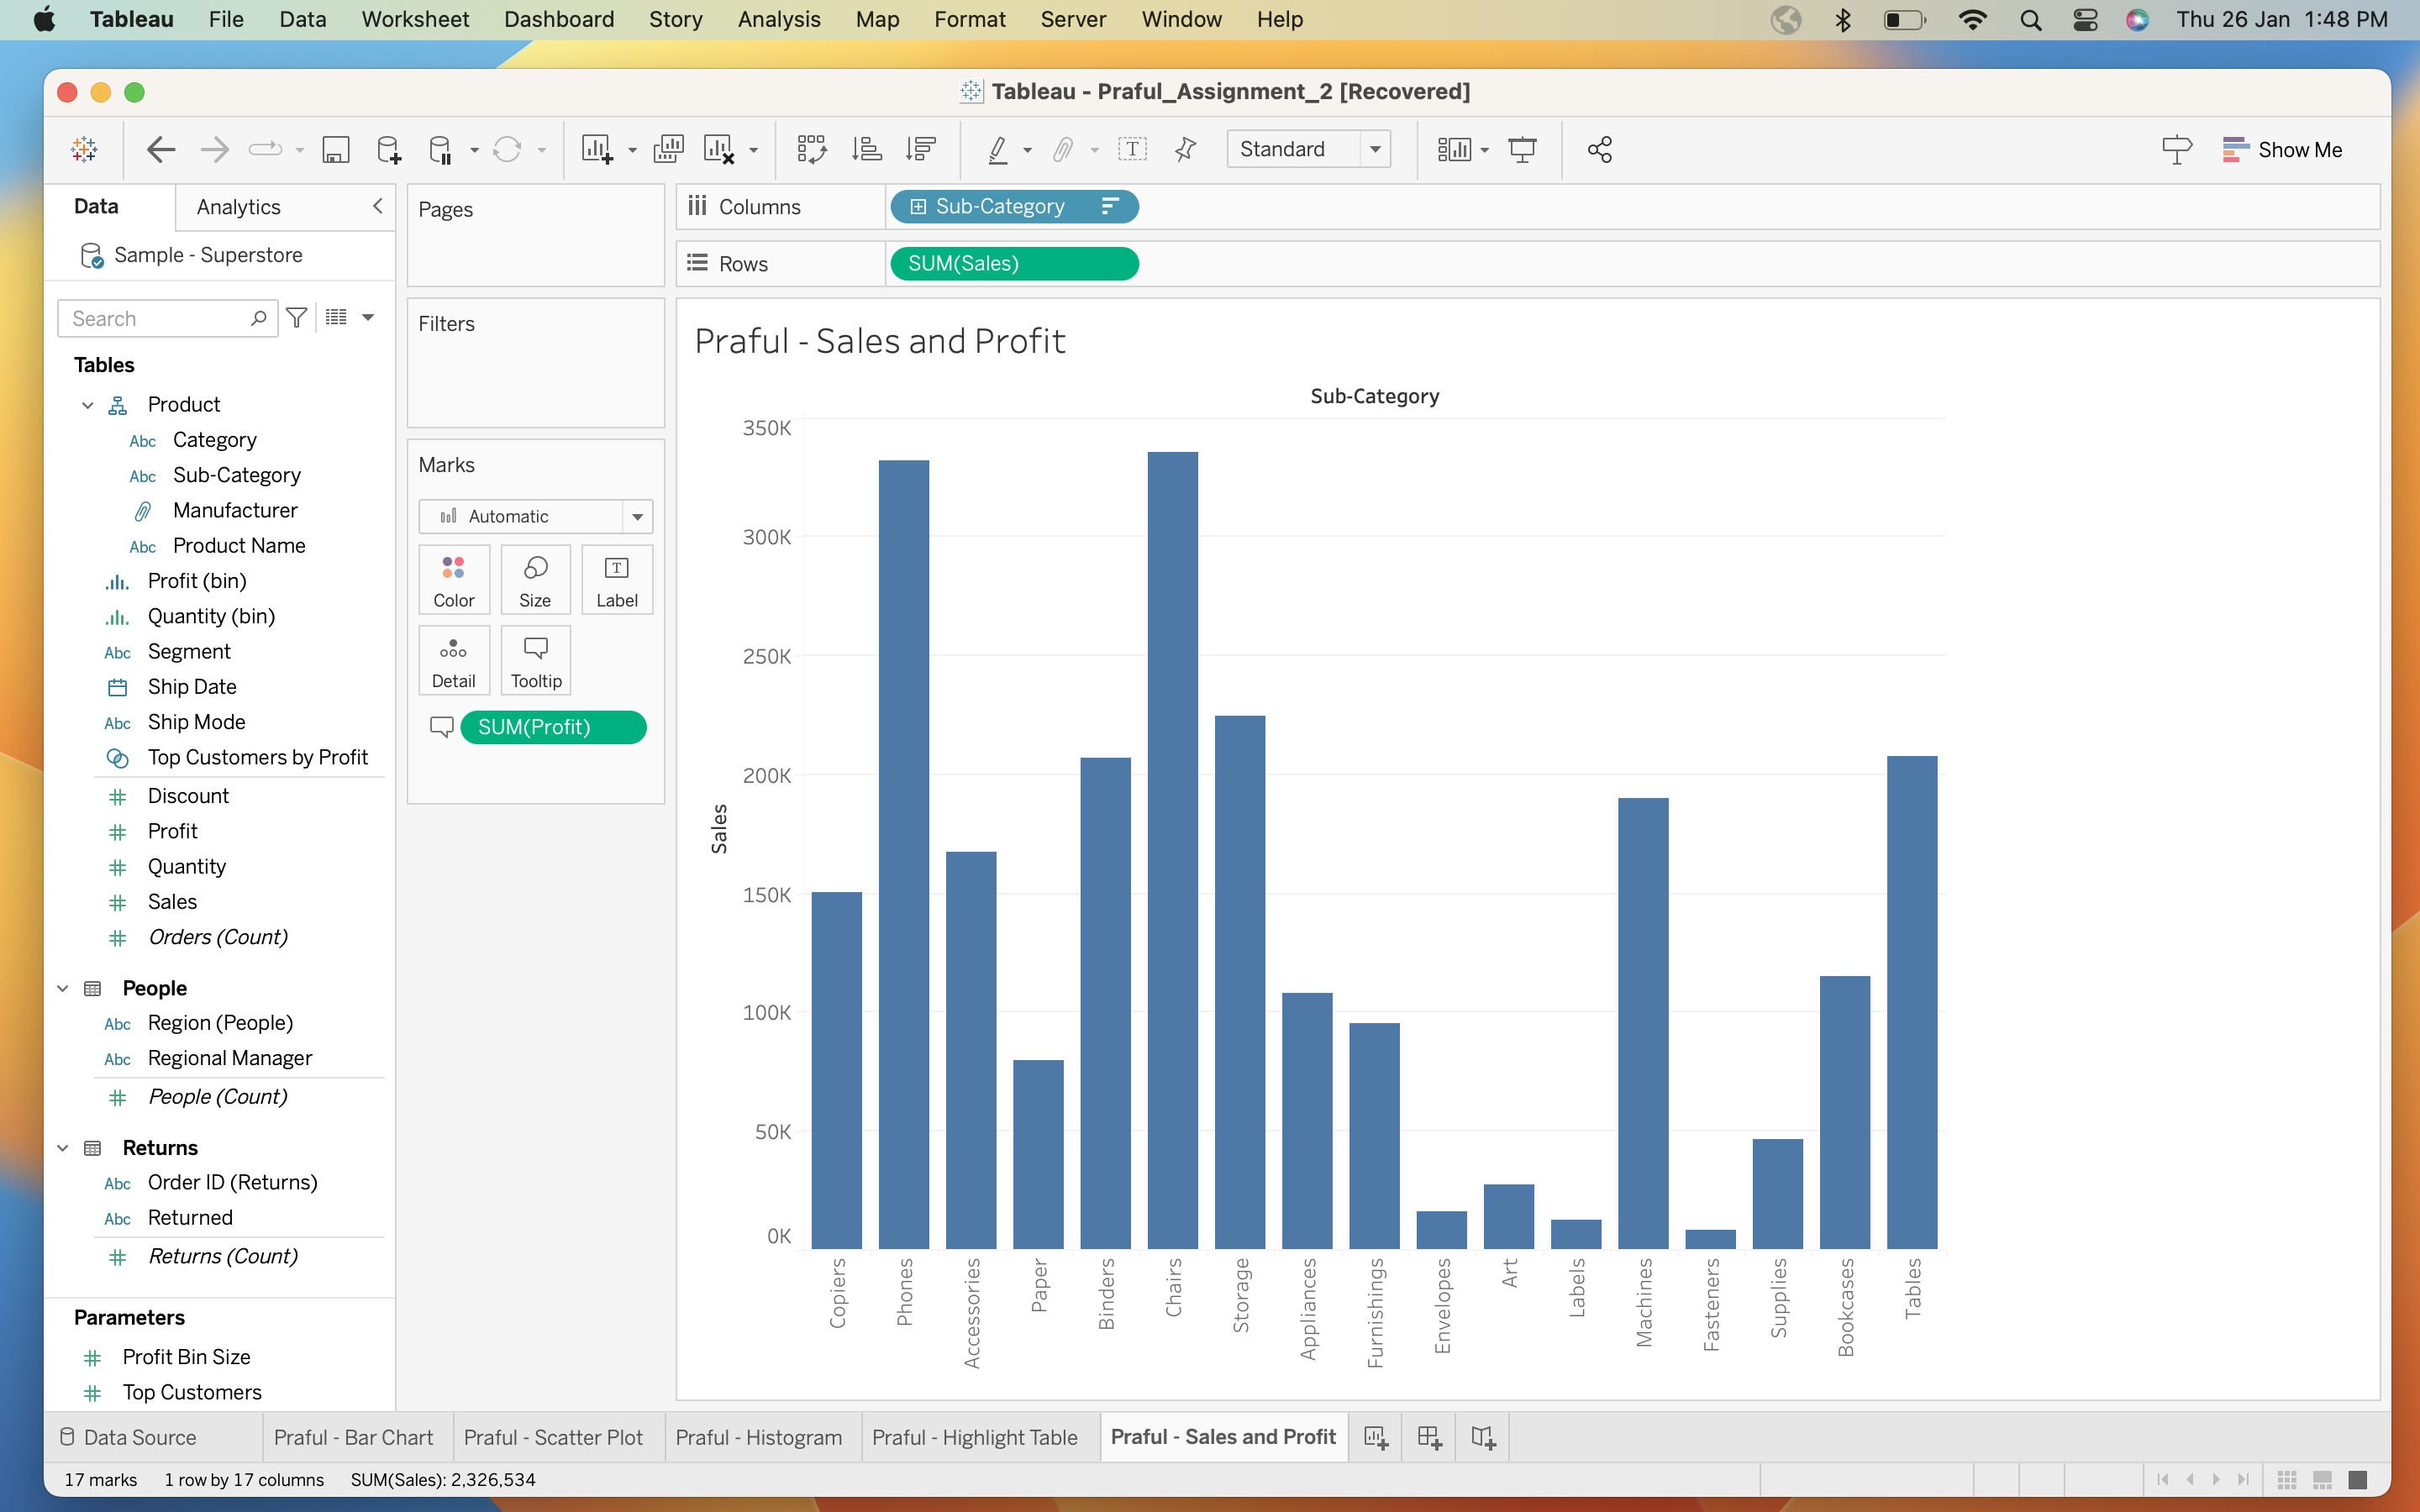 Tableau File Data Worksheet Dashboard Story Analysis Map Format Server Window Help Thu 26 Jan 1:48 PM
Tableau - Praful_Assignment_2 [Recovered]
Standard
Show Me
Data Analytics
Sample - Superstore
Search
Tables
Product
Abc Category
Abc Sub-Category
Manufacturer
Abc Product Name
Profit (bin)
Quantity (bin)
Abc Segment
Ship Date
Abc Ship Mode
Top Customers by Profit
# Discount
# Profit
# Quantity
# Sales
# Orders (Count)
People
Abc Region (People)
Abc Regional Manager
# People (Count)
Returns
Abc Order ID (Returns)
Abc Returned
# Returns (Count)
Parameters
# Profit Bin Size
# Top Customers
Pages
Filters
Marks
Automatic
Color Size Label
Detail Tooltip
SUM(Profit)
Columns Sub-Category
Rows SUM(Sales)
Praful - Sales and Profit
Sub-Category
350K
300K
250K
200K
150K
100K
50K
0K
Sales
Copiers
Phones
Accessories
Paper
Binders
Chairs
Storage
Appliances
Furnishings
Envelopes
Art
Labels
Machines
Fasteners
Supplies
Bookcases
Tables
Data Source Praful - Bar Chart Praful - Scatter Plot Praful - Histogram Praful - Highlight Table Praful - Sales and Profit
17 marks 1 row by 17 columns SUM(Sales): 2,326,534